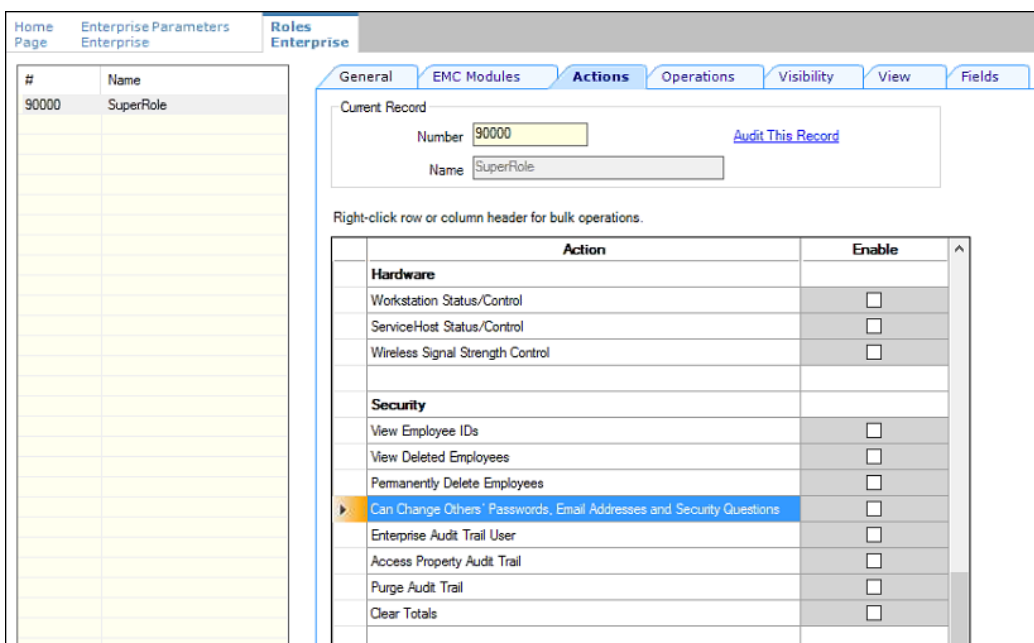 Home Page
Enterprise Parameters Enterprise
Roles Enterprise
# Name
90000 SuperRole
General EMC Modules Actions Operations Visibility View Fields
Current Record
Number 90000 Audit This Record
Name SuperRole
Right-click row or column header for bulk operations.
Action Enable
Hardware
Workstation Status/Control
ServiceHost Status/Control
Wireless Signal Strength Control
Security
View Employee IDs
View Deleted Employees
Permanently Delete Employees
Can Change Others' Passwords, Email Addresses and Security Questions
Enterprise Audit Trail User
Access Property Audit Trail
Purge Audit Trail
Clear Totals